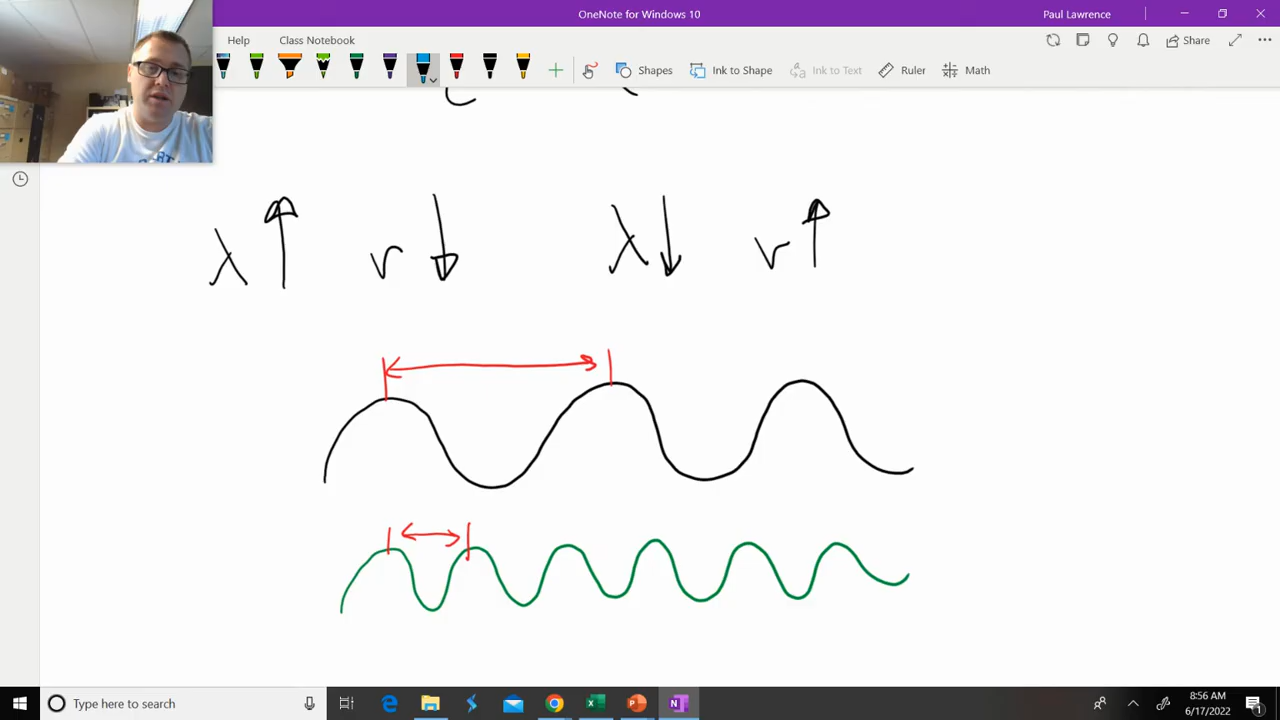 OneNote for Windows 10
Paul Lawrence
Help Class Notebook
Share
Shapes Ink to Shape Ink to Text Ruler Math
λ↑ ν↓ λ↓ ν↑
Type here to search
8:56 AM
6/17/2022